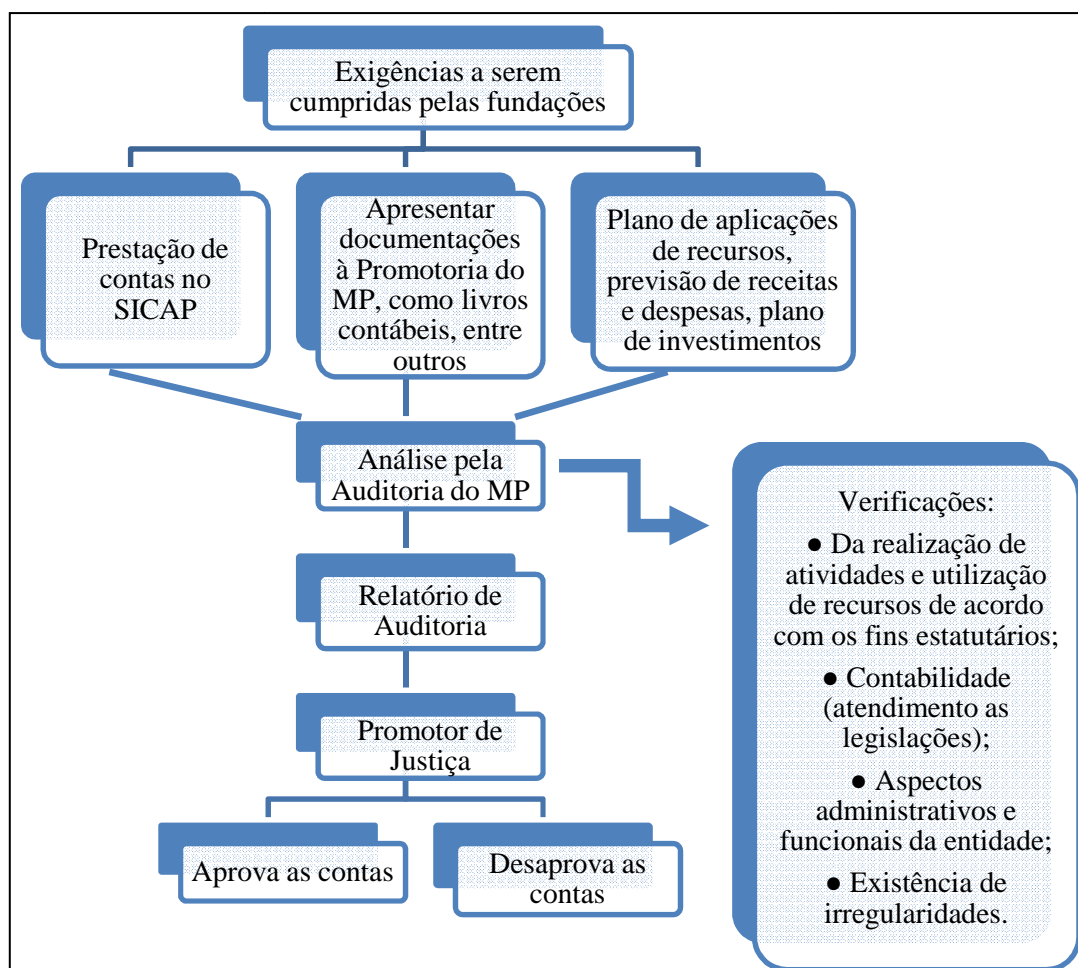 Exigências a serem
cumpridas pelas fundações
Prestação de
contas no
SICAP
Apresentar
documentações
à Promotoria do
MP, como livros
contábeis, entre
outros
Plano de aplicações
de recursos,
previsão de receitas
e despesas, plano
de investimentos
Análise pela
Auditoria do MP
Relatório de
Auditoria
Promotor de
Justiça
Aprova as contas
Desaprova as
contas
Verificações:
● Da realização de
atividades e utilização
de recursos de acordo
com os fins estatutários;
● Contabilidade
(atendimento as
legislações);
● Aspectos
administrativos e
funcionais da entidade;
● Existência de
irregularidades.